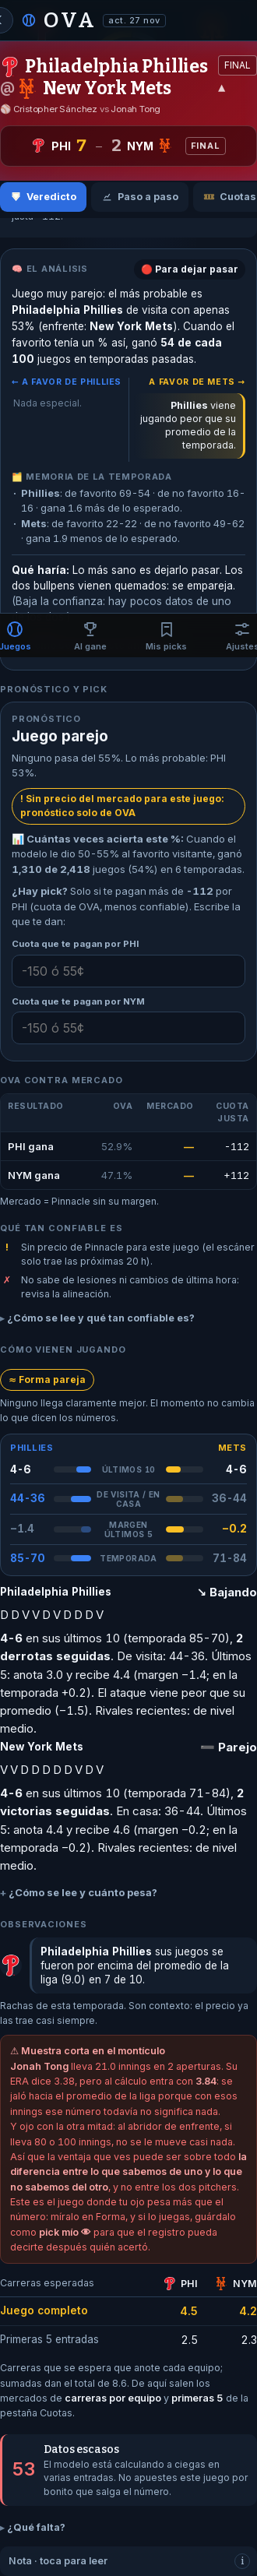 OVA act. 27 nov
Philadelphia Phillies FINAL
@ New York Mets ▲
Cristopher Sánchez vs Jonah Tong
PHI 7 – 2 NYM FINAL
Veredicto Paso a paso Cuotas
EL ANÁLISIS Para dejar pasar
Juego muy parejo: el más probable es
Philadelphia Phillies de visita con apenas
53% (enfrente: New York Mets). Cuando el
favorito tenía un % así, ganó 54 de cada
100 juegos en temporadas pasadas.
← A FAVOR DE PHILLIES A FAVOR DE METS →
Nada especial.
Phillies viene
jugando peor que su
promedio de la
temporada.
MEMORIA DE LA TEMPORADA
· Phillies: de favorito 69-54 · de no favorito 16-
16 · gana 1.6 más de lo esperado.
· Mets: de favorito 22-22 · de no favorito 49-62
· gana 1.9 menos de lo esperado.
Qué haría: Lo más sano es dejarlo pasar. Los
dos bullpens vienen quemados: se empareja.
(Baja la confianza: hay pocos datos de uno
Juegos AI gane Mis picks Ajustes
PRONÓSTICO Y PICK
PRONÓSTICO
Juego parejo
Ninguno pasa del 55%. Lo más probable: PHI
53%.
! Sin precio del mercado para este juego:
pronóstico solo de OVA
Cuántas veces acierta este %: Cuando el
modelo le dio 50-55% al favorito visitante, ganó
1,310 de 2,418 juegos (54%) en 6 temporadas.
¿Hay pick? Solo si te pagan más de -112 por
PHI (cuota de OVA, menos confiable). Escribe la
que te dan:
Cuota que te pagan por PHI
-150 ó 55¢
Cuota que te pagan por NYM
-150 ó 55¢
OVA CONTRA MERCADO
RESULTADO OVA MERCADO CUOTA
JUSTA
PHI gana 52.9% — -112
NYM gana 47.1% — +112
Mercado = Pinnacle sin su margen.
QUÉ TAN CONFIABLE ES
! Sin precio de Pinnacle para este juego (el escáner
solo trae las próximas 20 h).
✗ No sabe de lesiones ni cambios de última hora:
revisa la alineación.
▸ ¿Cómo se lee y qué tan confiable es?
CÓMO VIENEN JUGANDO
≈ Forma pareja
Ninguno llega claramente mejor. El momento no cambia
lo que dicen los números.
PHILLIES METS
4-6 ÚLTIMOS 10 4-6
44-36 DE VISITA / EN
CASA 36-44
−1.4 MARGEN
ÚLTIMOS 5 −0.2
85-70 TEMPORADA 71-84
Philadelphia Phillies ↘ Bajando
D D V V D V D D D V
4-6 en sus últimos 10 (temporada 85-70), 2
derrotas seguidas. De visita: 44-36. Últimos
5: anota 3.0 y recibe 4.4 (margen −1.4; en la
temporada +0.2). El ataque viene peor que su
promedio (−1.5). Rivales recientes: de nivel
medio.
New York Mets ➖ Parejo
V V D D D D D V D V
4-6 en sus últimos 10 (temporada 71-84), 2
victorias seguidas. En casa: 36-44. Últimos
5: anota 4.4 y recibe 4.6 (margen −0.2; en la
temporada −0.2). Rivales recientes: de nivel
medio.
+ ¿Cómo se lee y cuánto pesa?
OBSERVACIONES
Philadelphia Phillies sus juegos se
fueron por encima del promedio de la
liga (9.0) en 7 de 10.
Rachas de esta temporada. Son contexto: el precio ya
las trae casi siempre.
⚠ Muestra corta en el montículo
Jonah Tong lleva 21.0 innings en 2 aperturas. Su
ERA dice 3.38, pero al cálculo entra con 3.84: se
jaló hacia el promedio de la liga porque con esos
innings ese número todavía no significa nada.
Y ojo con la otra mitad: al abridor de enfrente, si
lleva 80 o 100 innings, no se le mueve casi nada.
Así que la ventaja que ves puede ser sobre todo la
diferencia entre lo que sabemos de uno y lo que
no sabemos del otro, y no entre los dos pitchers.
Este es el juego donde tu ojo pesa más que el
número: míralo en Forma, y si lo juegas, guárdalo
como pick mío 👁 para que el registro pueda
decirte después quién acertó.
Carreras esperadas PHI NYM
Juego completo 4.5 4.2
Primeras 5 entradas 2.5 2.3
Carreras que se espera que anote cada equipo;
sumadas dan el total de 8.6. De aquí salen los
mercados de carreras por equipo y primeras 5 de la
pestaña Cuotas.
53 Datos escasos
El modelo está calculando a ciegas en
varias entradas. No apuestes este juego por
bonito que salga el número.
▸ ¿Qué falta?
Nota · toca para leer i